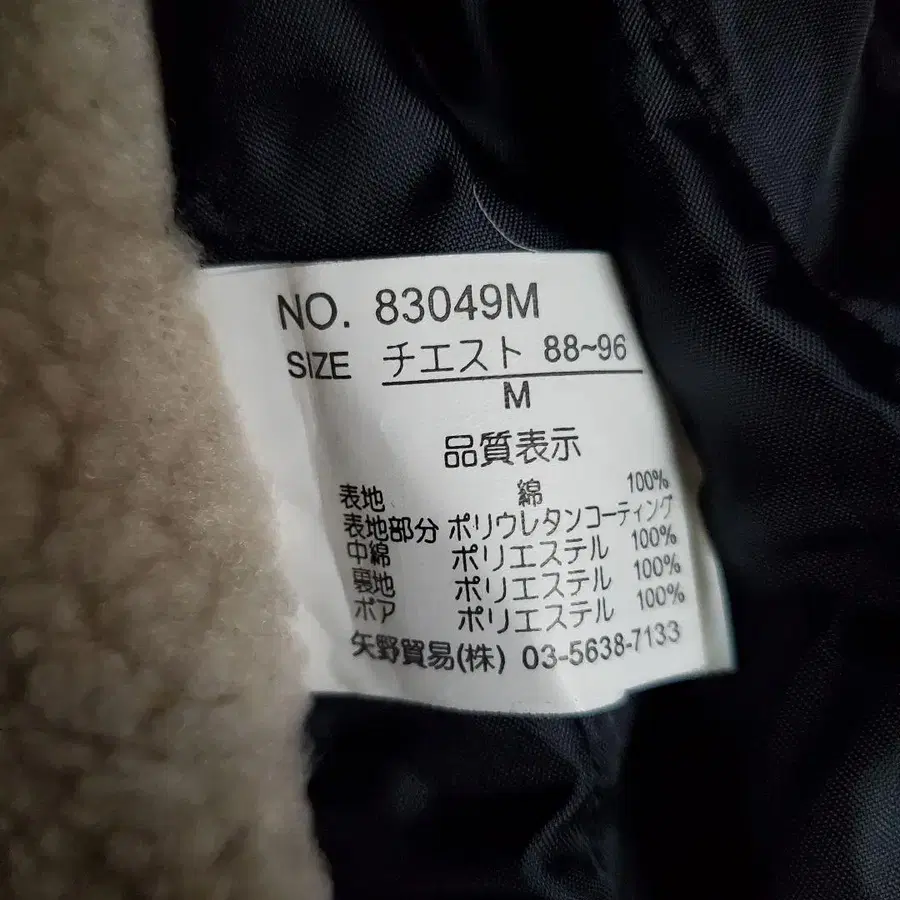 NO. 83049M
SIZE チエスト 88~96
M
品質表示
表地 綿 100%
表地部分 ポリウレタンコーティング
中綿 ポリエステル 100%
裏地 ポリエステル 100%
ボア ポリエステル 100%
矢野貿易(株) 03-5638-7133